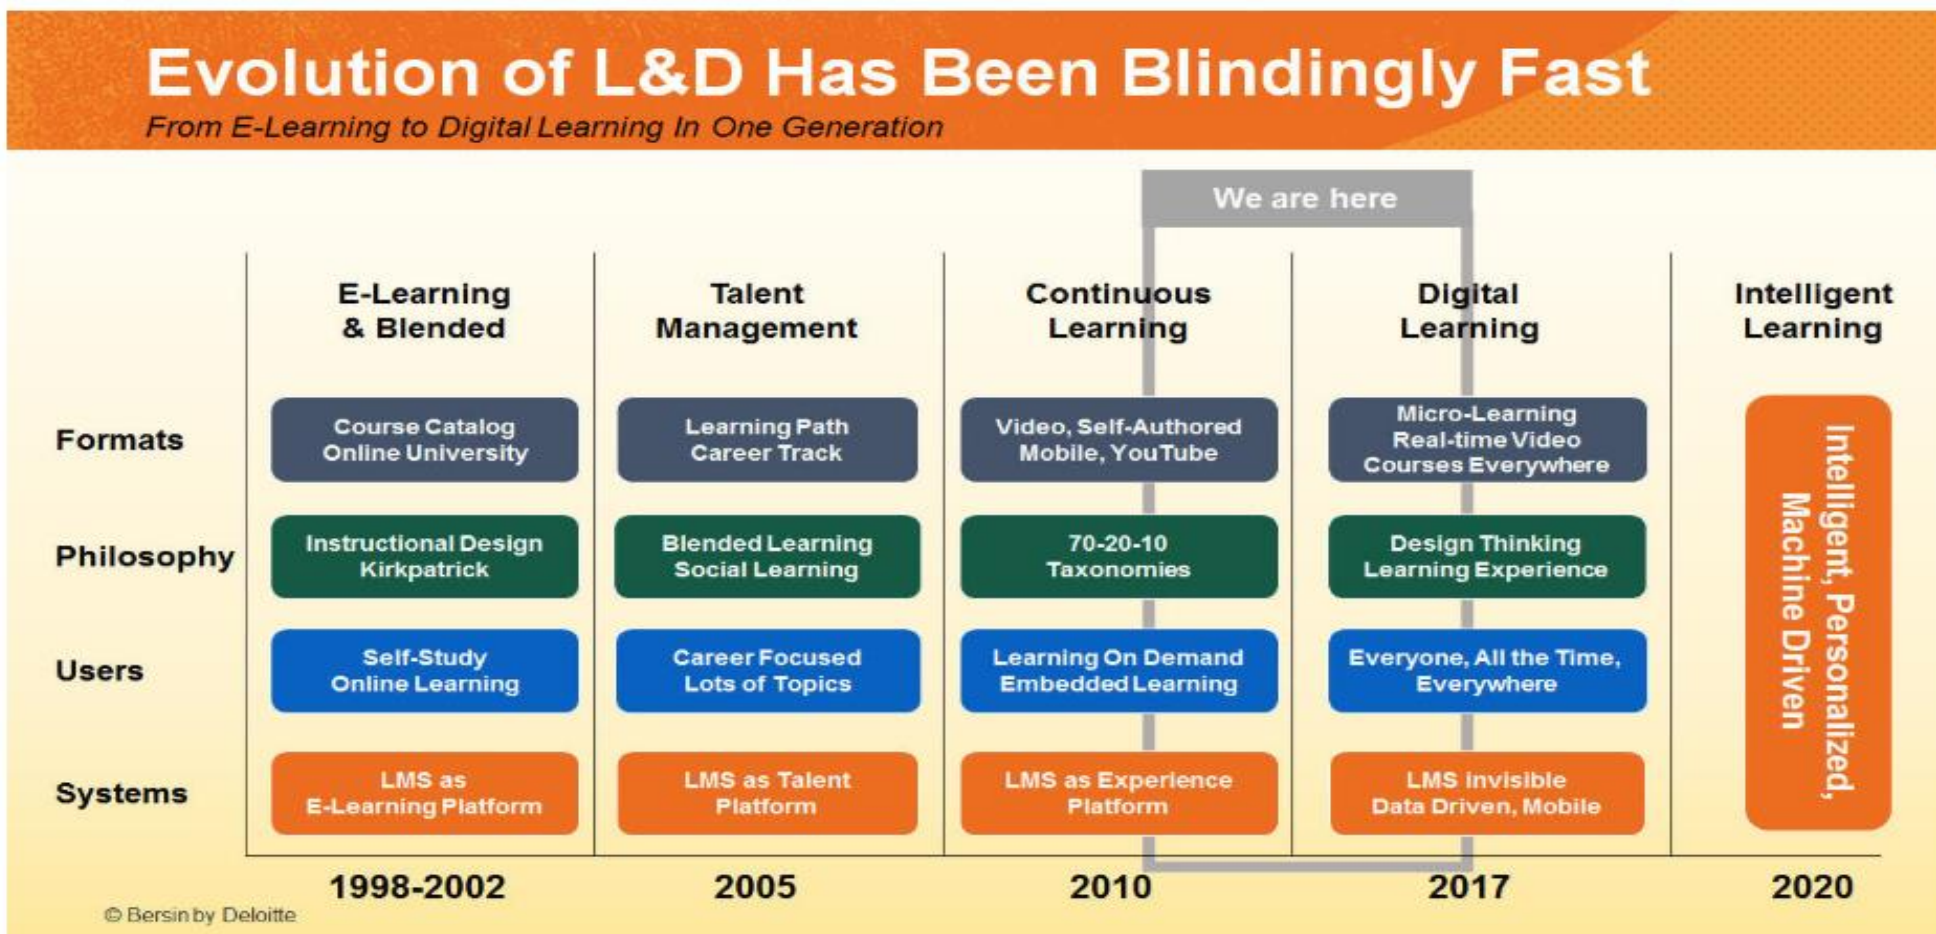 Evolution of L&D Has Been Blindingly Fast
From E-Learning to Digital Learning In One Generation
We are here
E-Learning
& Blended
Talent
Management
Continuous
Learning
Digital
Learning
Intelligent
Learning
Formats
Course Catalog
Online University
Learning Path
Career Track
Video, Self-Authored
Mobile, YouTube
Micro-Learning
Real-time Video
Courses Everywhere
Philosophy
Instructional Design
Kirkpatrick
Blended Learning
Social Learning
70-20-10
Taxonomies
Design Thinking
Learning Experience
Users
Self-Study
Online Learning
Career Focused
Lots of Topics
Learning On Demand
Embedded Learning
Everyone, All the Time,
Everywhere
Systems
LMS as
E-Learning Platform
LMS as Talent
Platform
LMS as Experience
Platform
LMS Invisible
Data Driven, Mobile
Intelligent, Personalized,
Machine Driven
1998-2002
2005
2010
2017
2020
© Bersin by Deloitte